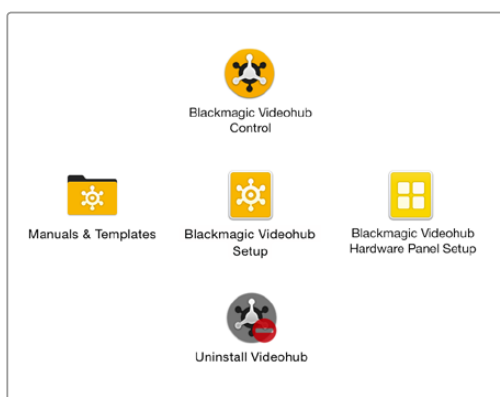 Blackmagic Videohub
Control
Manuals & Templates
Blackmagic Videohub
Setup
Blackmagic Videohub
Hardware Panel Setup
Uninstall Videohub